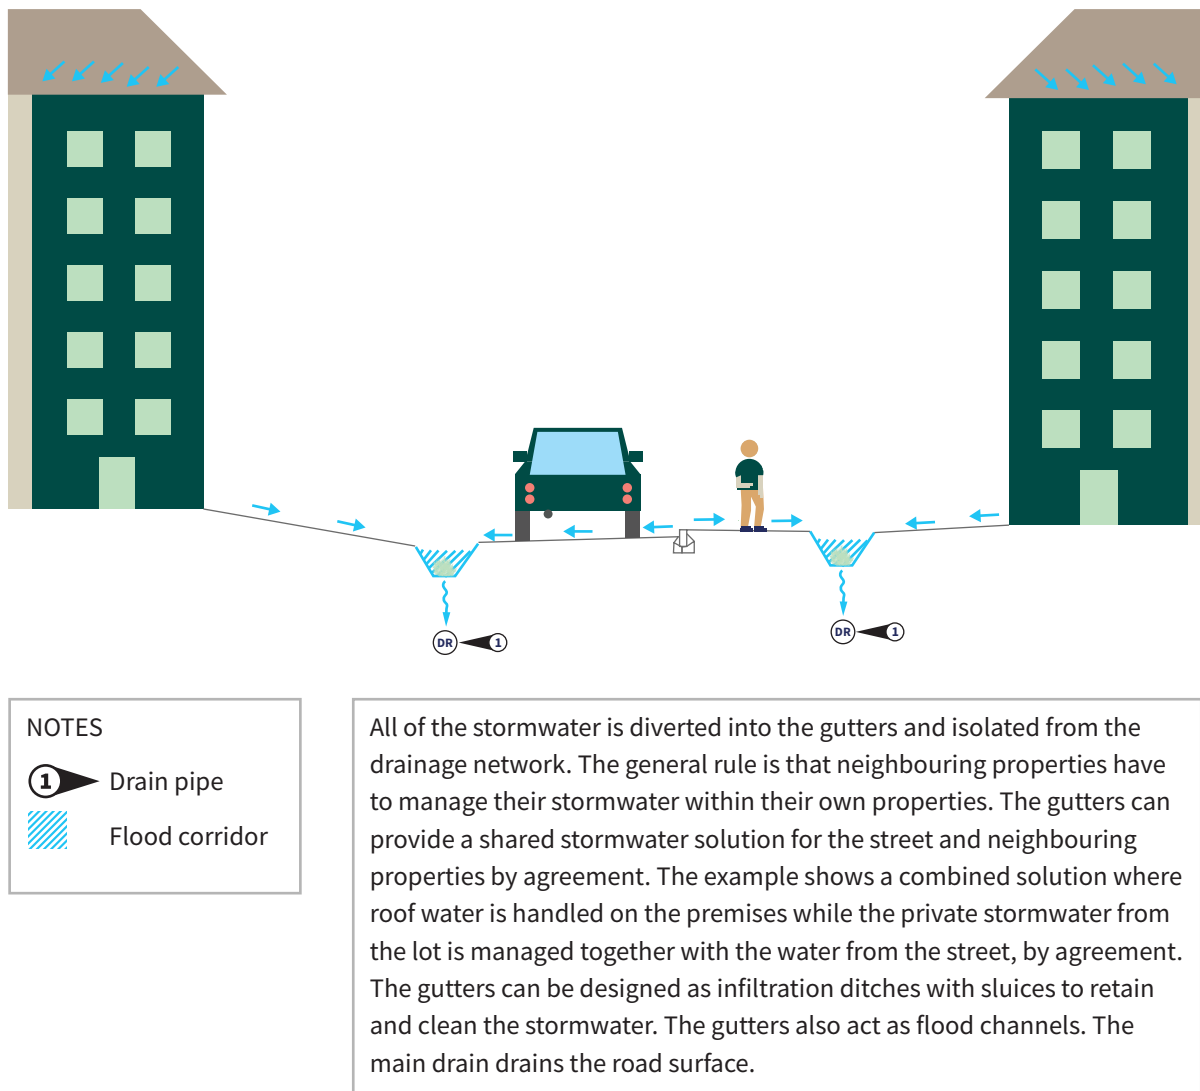 DR 1
DR 1
NOTES
1 Drain pipe
Flood corridor
All of the stormwater is diverted into the gutters and isolated from the
drainage network. The general rule is that neighbouring properties have
to manage their stormwater within their own properties. The gutters can
provide a shared stormwater solution for the street and neighbouring
properties by agreement. The example shows a combined solution where
roof water is handled on the premises while the private stormwater from
the lot is managed together with the water from the street, by agreement.
The gutters can be designed as infiltration ditches with sluices to retain
and clean the stormwater. The gutters also act as flood channels. The
main drain drains the road surface.